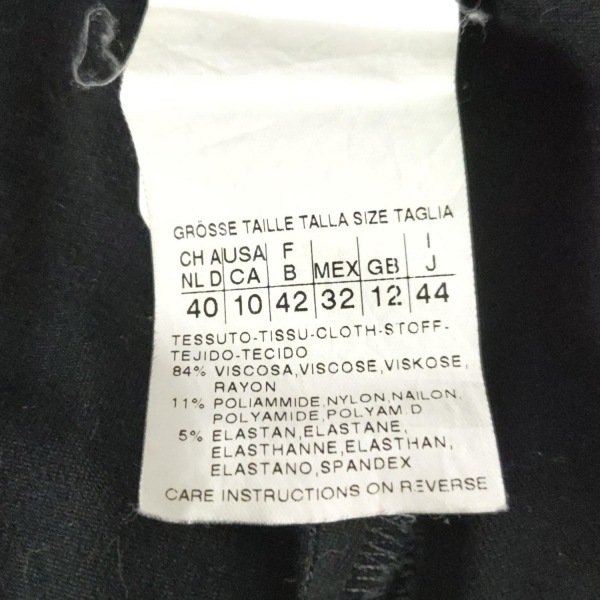 GRÖSSE TAILLE TALLA SIZE TAGLIA
CH A USA F I
NL D CA B MEX GB J
40 10 42 32 12 44
TESSUTO-TISSU-CLOTH-STOFF-
TEJIDO-TECIDO
84% VISCOSA,VISCOSE,VISKOSE,
RAYON
11% POLIAMMIDE,NYLON,NAILON,
POLYAMIDE,POLYAM.D
5% ELASTAN,ELASTANE,
ELASTHANNE,ELASTHAN,
ELASTANO,SPANDEX
CARE INSTRUCTIONS ON REVERSE